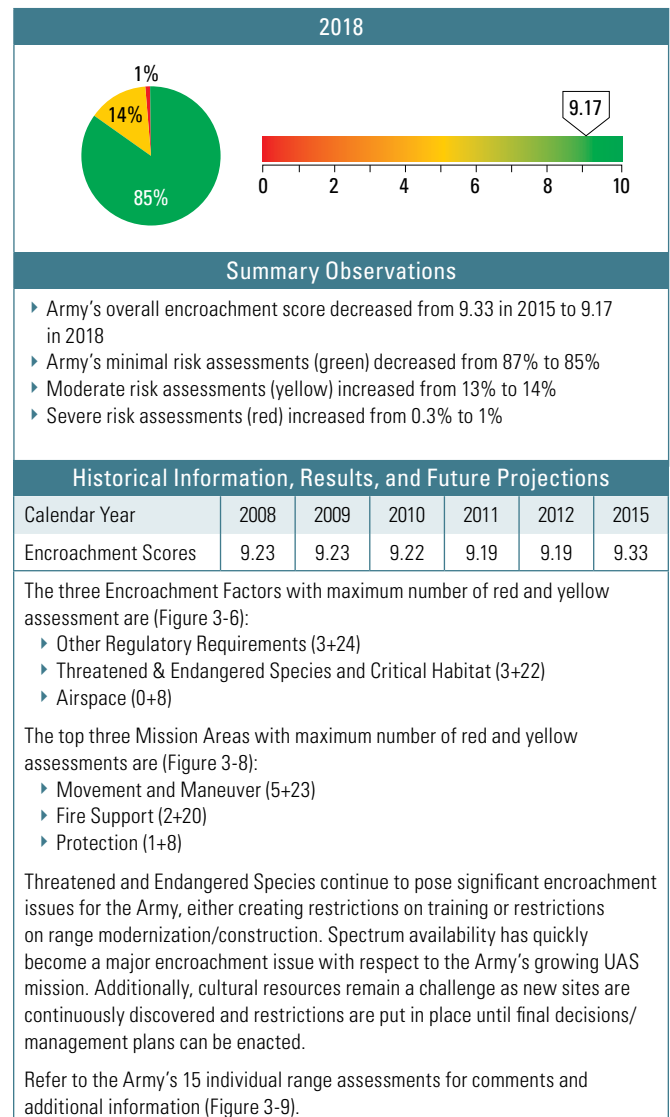 2018
1%
14%
85%
9.17
0 2 4 6 8 10
Summary Observations
Army's overall encroachment score decreased from 9.33 in 2015 to 9.17
in 2018
Army's minimal risk assessments (green) decreased from 87% to 85%
Moderate risk assessments (yellow) increased from 13% to 14%
Severe risk assessments (red) increased from 0.3% to 1%
Historical Information, Results, and Future Projections
Calendar Year 2008 2009 2010 2011 2012 2015
Encroachment Scores 9.23 9.23 9.22 9.19 9.19 9.33
The three Encroachment Factors with maximum number of red and yellow
assessment are (Figure 3-6):
Other Regulatory Requirements (3+24)
Threatened & Endangered Species and Critical Habitat (3+22)
Airspace (0+8)
The top three Mission Areas with maximum number of red and yellow
assessments are (Figure 3-8):
Movement and Maneuver (5+23)
Fire Support (2+20)
Protection (1+8)
Threatened and Endangered Species continue to pose significant encroachment
issues for the Army, either creating restrictions on training or restrictions
on range modernization/construction. Spectrum availability has quickly
become a major encroachment issue with respect to the Army's growing UAS
mission. Additionally, cultural resources remain a challenge as new sites are
continuously discovered and restrictions are put in place until final decisions/
management plans can be enacted.
Refer to the Army's 15 individual range assessments for comments and
additional information (Figure 3-9).